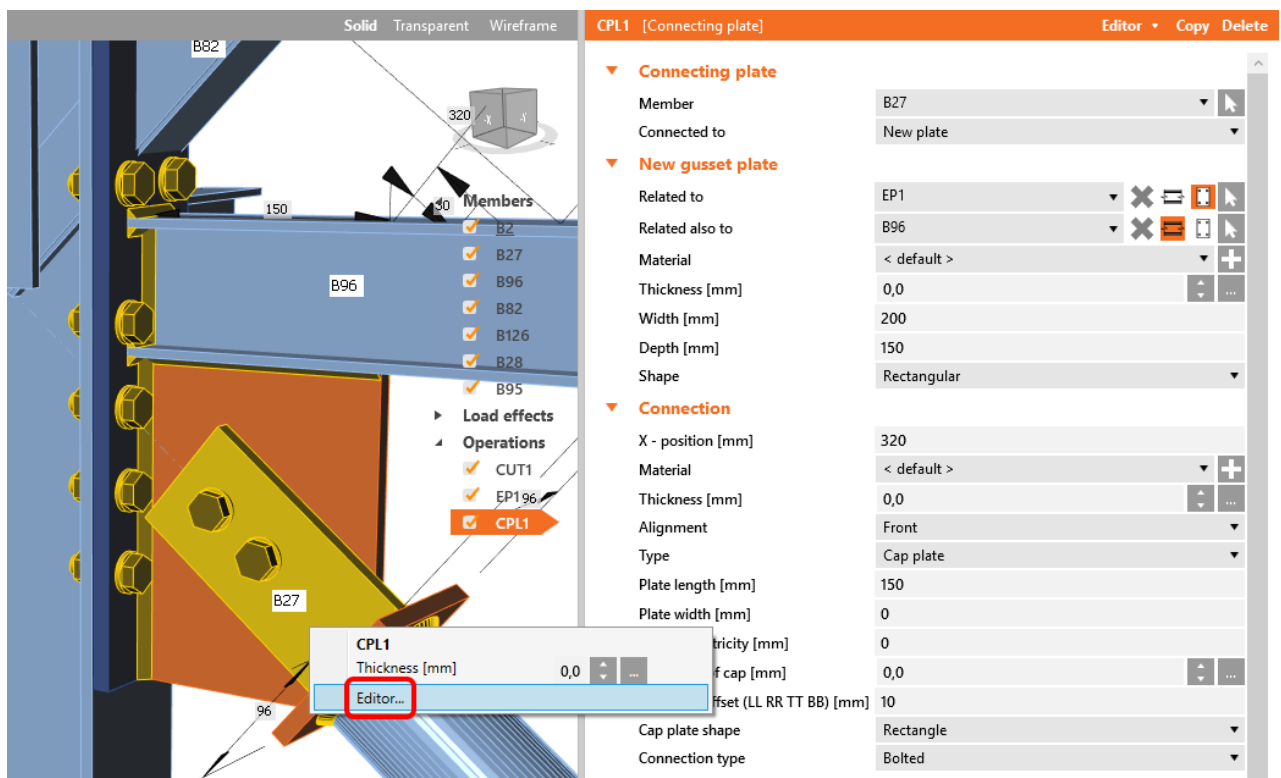 Solid Transparent Wireframe
CPL1 [Connecting plate] Editor Copy Delete
B82
320
-X
-Y
150
30
B96
B27
96
96
Members
B2
B27
B96
B82
B126
B28
B95
Load effects
Operations
CUT1
EP1
CPL1
CPL1
Thickness [mm] 0,0 ...
Editor...
Connecting plate
Member B27
Connected to New plate
New gusset plate
Related to EP1
Related also to B96
Material < default >
Thickness [mm] 0,0 ...
Width [mm] 200
Depth [mm] 150
Shape Rectangular
Connection
X - position [mm] 320
Material < default >
Thickness [mm] 0,0 ...
Alignment Front
Type Cap plate
Plate length [mm] 150
Plate width [mm] 0
tricity [mm] 0
f cap [mm] 0,0 ...
ffset (LL RR TT BB) [mm] 10
Cap plate shape Rectangle
Connection type Bolted